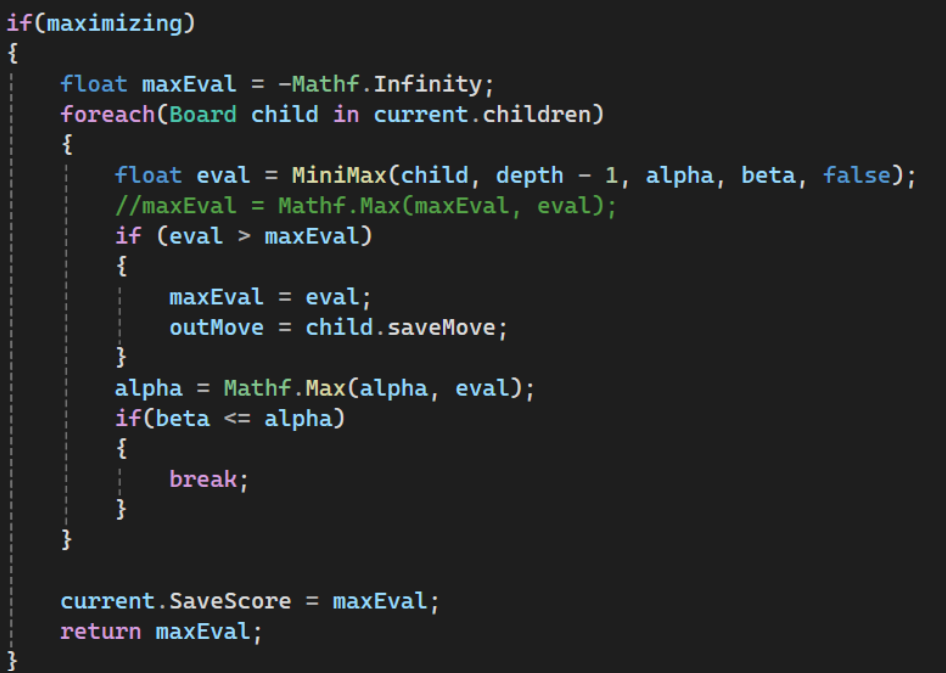 if(maximizing)
{
    float maxEval = -Mathf.Infinity;
    foreach(Board child in current.children)
    {
        float eval = MiniMax(child, depth - 1, alpha, beta, false);
        //maxEval = Mathf.Max(maxEval, eval);
        if (eval > maxEval)
        {
            maxEval = eval;
            outMove = child.saveMove;
        }
        alpha = Mathf.Max(alpha, eval);
        if(beta <= alpha)
        {
            break;
        }
    }

    current.SaveScore = maxEval;
    return maxEval;
}